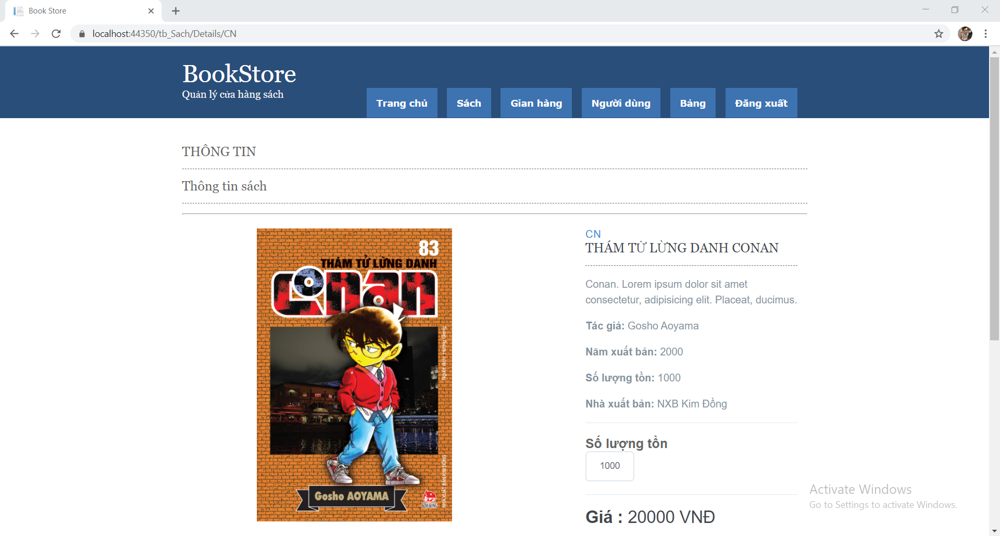 Book Store
localhost:44350/tb_Sach/Details/CN
BookStore
Quản lý cửa hàng sách
Trang chủ
Sách
Gian hàng
Người dùng
Bảng
Đăng xuất
THÔNG TIN
Thông tin sách
83
THÁM TỬ LỪNG DANH
Conan
Người dịch: Hương Giang
NHÀ XUẤT BẢN KIM ĐỒNG
Gosho AOYAMA
KIM ĐỒNG
CN
THÁM TỬ LỪNG DANH CONAN
Conan. Lorem ipsum dolor sit amet
consectetur, adipisicing elit. Placeat, ducimus.
Tác giả: Gosho Aoyama
Năm xuất bản: 2000
Số lượng tồn: 1000
Nhà xuất bản: NXB Kim Đồng
Số lượng tồn
1000
Giá : 20000 VNĐ
Activate Windows
Go to Settings to activate Windows.